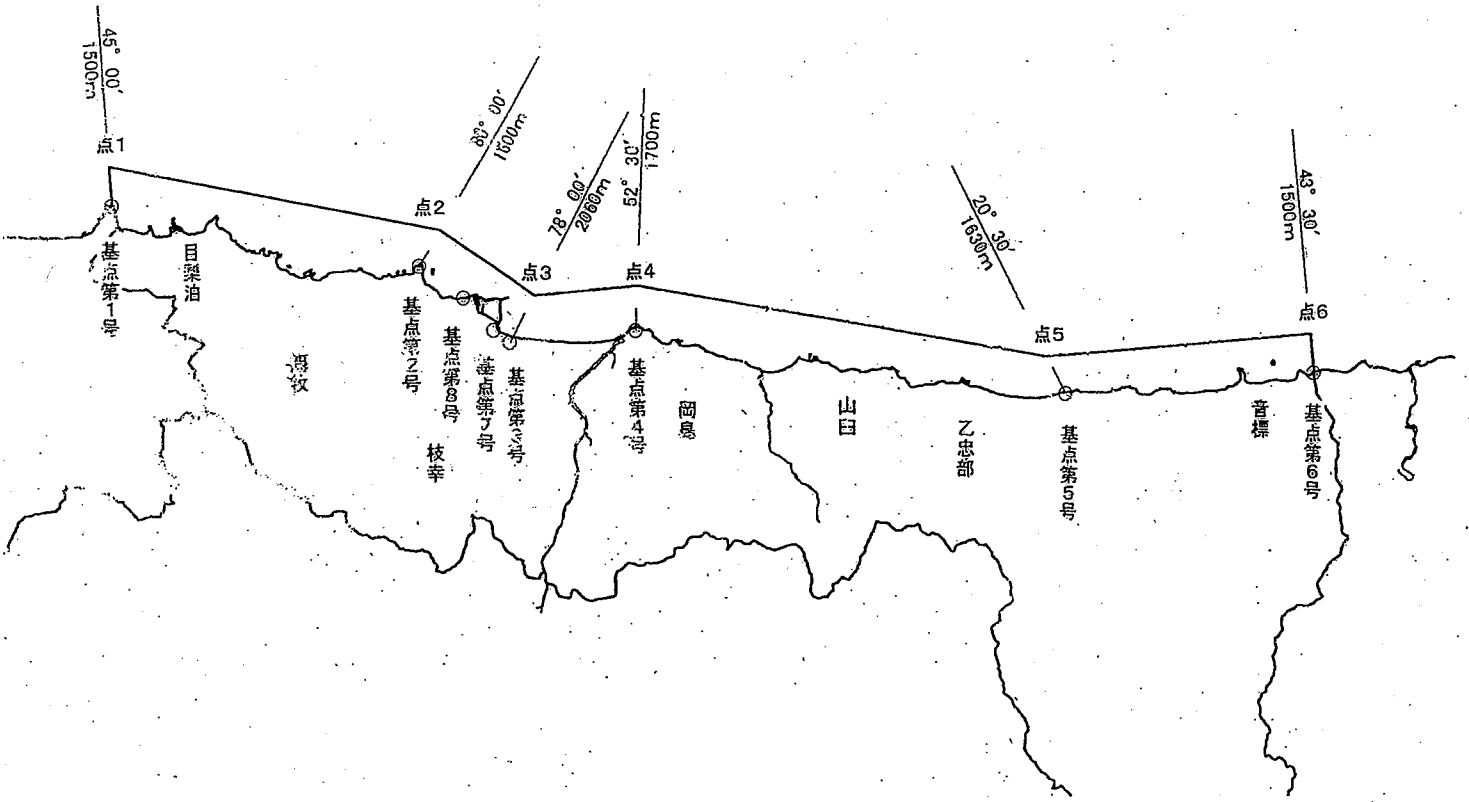 45° 00′
1500m
点1
80° 00′
点2
78° 00′
2060m
点3
52° 30′
1700m
点4
20° 30′
1630m
点5
43° 30′
1500m
点6
基点第1号
目梨泊
基点第2号
基点第8号
基点第7号
枝幸
基点第4号
岡島
山臼
乙忠部
基点第5号
音標
基点第6号